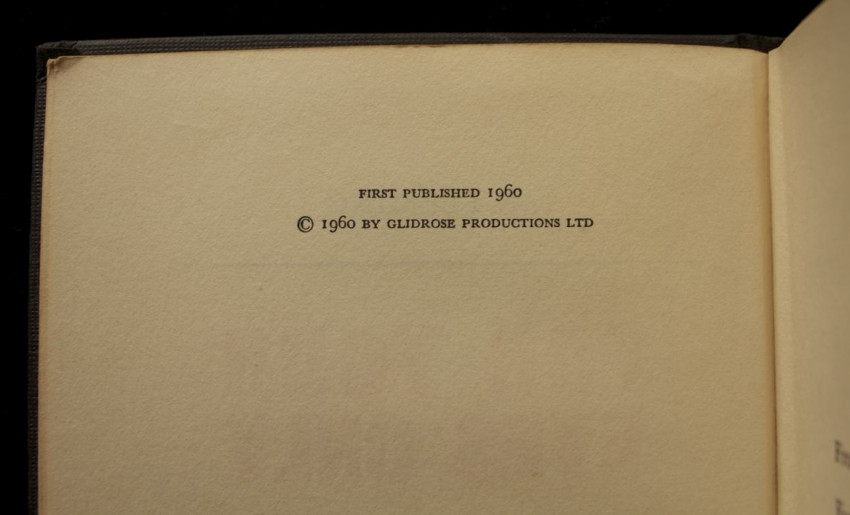 FIRST PUBLISHED 1960
© 1960 BY GLIDROSE PRODUCTIONS LTD